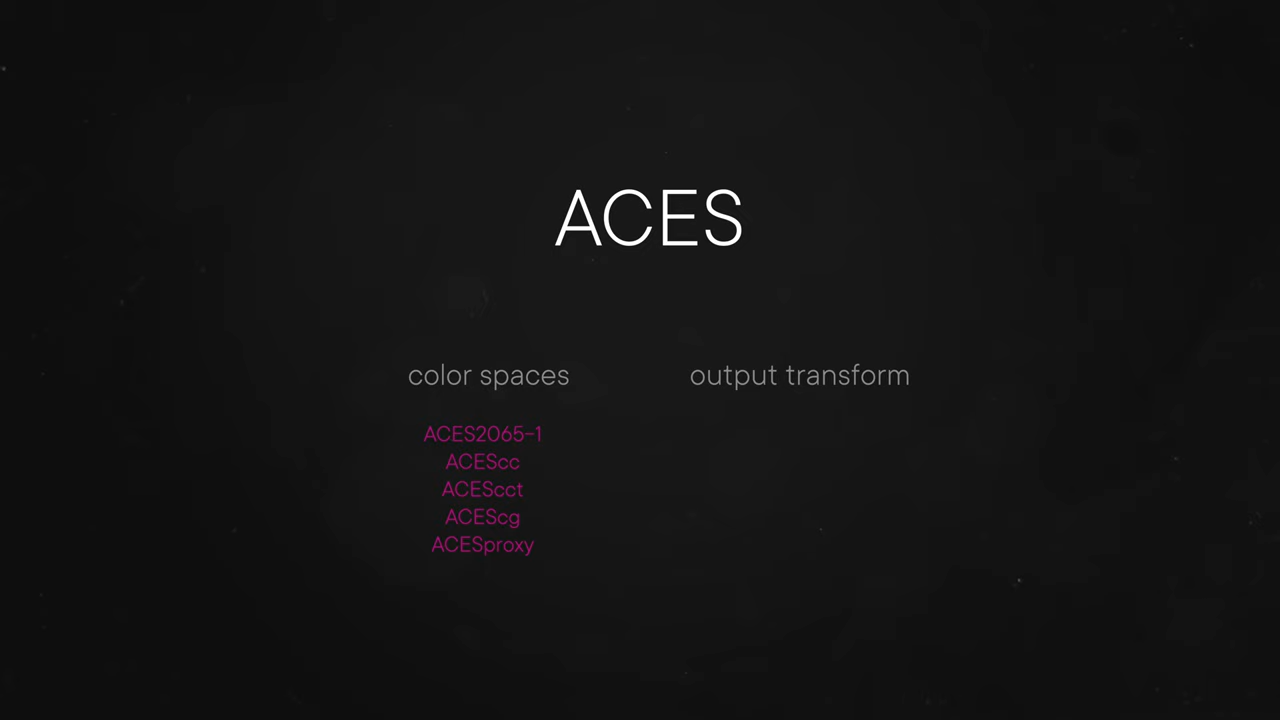 ACES
color spaces
output transform
ACES2065-1
ACEScc
ACEScct
ACEScg
ACESproxy